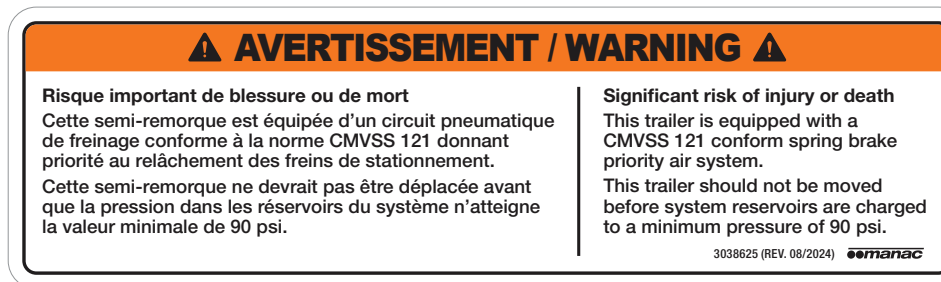 AVERTISSEMENT / WARNING
Risque important de blessure ou de mort
Cette semi-remorque est équipée d'un circuit pneumatique
de freinage conforme à la norme CMVSS 121 donnant
priorité au relâchement des freins de stationnement.
Cette semi-remorque ne devrait pas être déplacée avant
que la pression dans les réservoirs du système n'atteigne
la valeur minimale de 90 psi.
Significant risk of injury or death
This trailer is equipped with a
CMVSS 121 conform spring brake
priority air system.
This trailer should not be moved
before system reservoirs are charged
to a minimum pressure of 90 psi.
3038625 (REV. 08/2024) manac